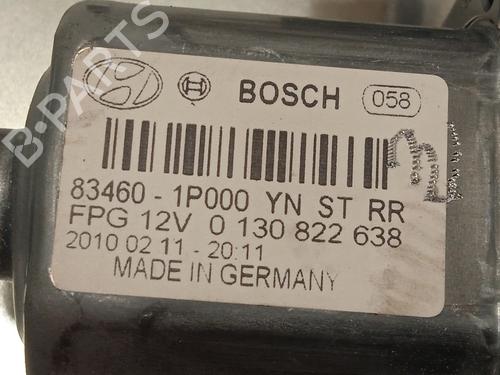 BOSCH 058
83460 - 1P000 YN ST RR
FPG 12V 0 130 822 638
2010 02 11 - 20:11
MADE IN GERMANY
B-PARTS